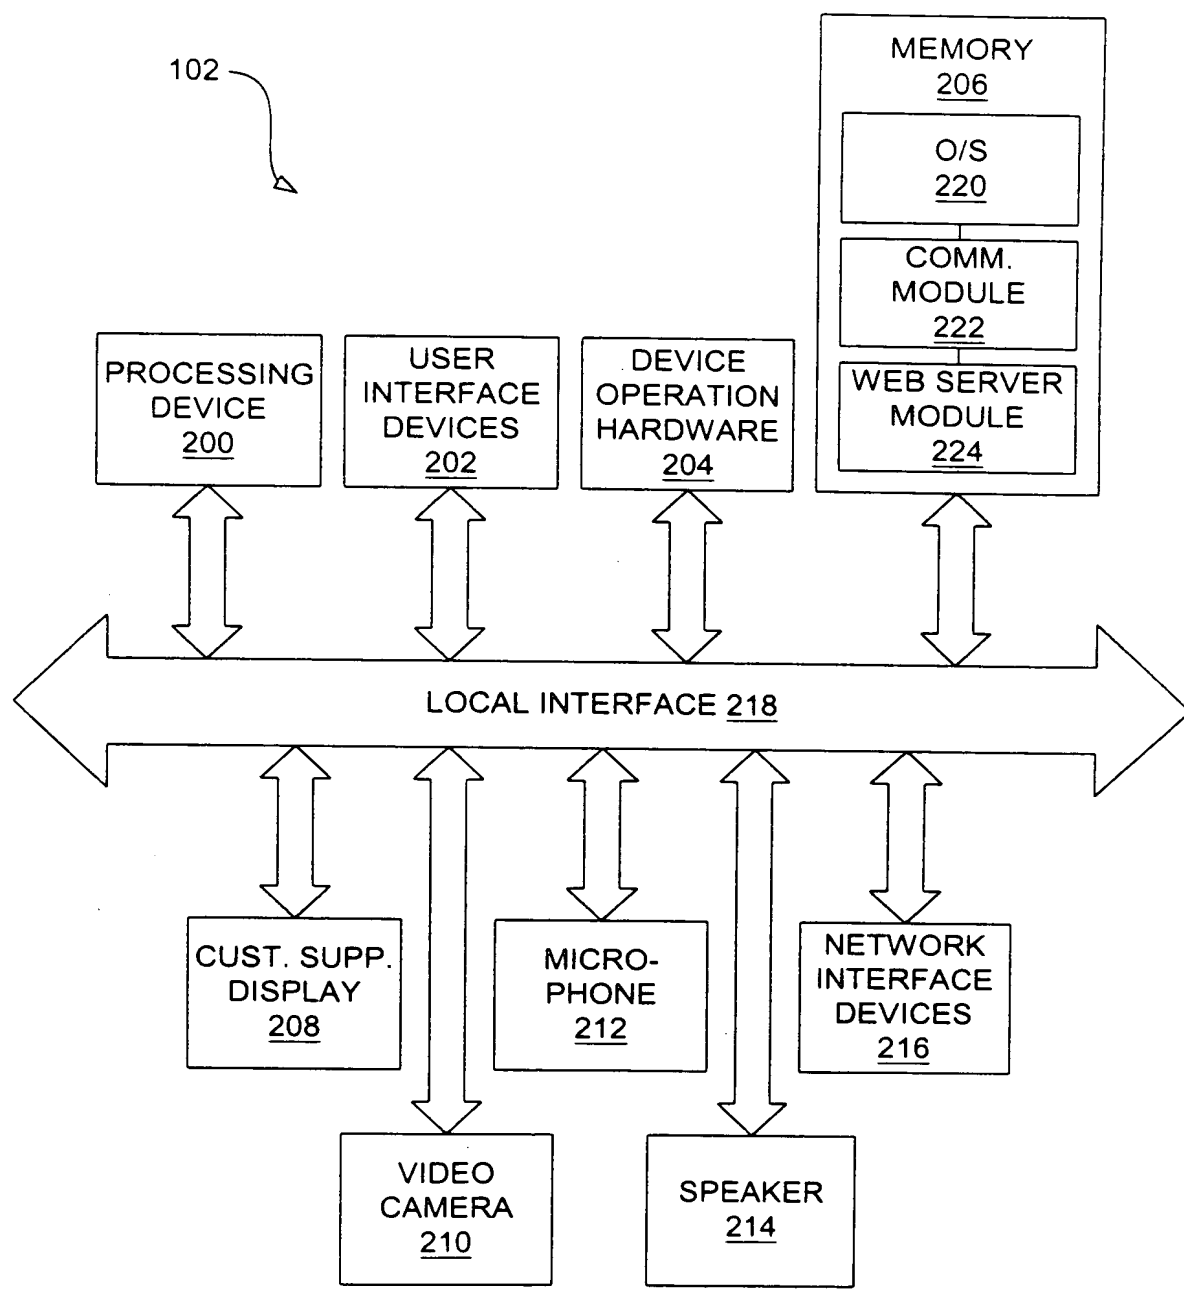 102
MEMORY
206
O/S
220
COMM.
MODULE
222
WEB SERVER
MODULE
224
PROCESSING
DEVICE
200
USER
INTERFACE
DEVICES
202
DEVICE
OPERATION
HARDWARE
204
LOCAL INTERFACE 218
CUST. SUPP.
DISPLAY
208
MICRO-
PHONE
212
NETWORK
INTERFACE
DEVICES
216
VIDEO
CAMERA
210
SPEAKER
214